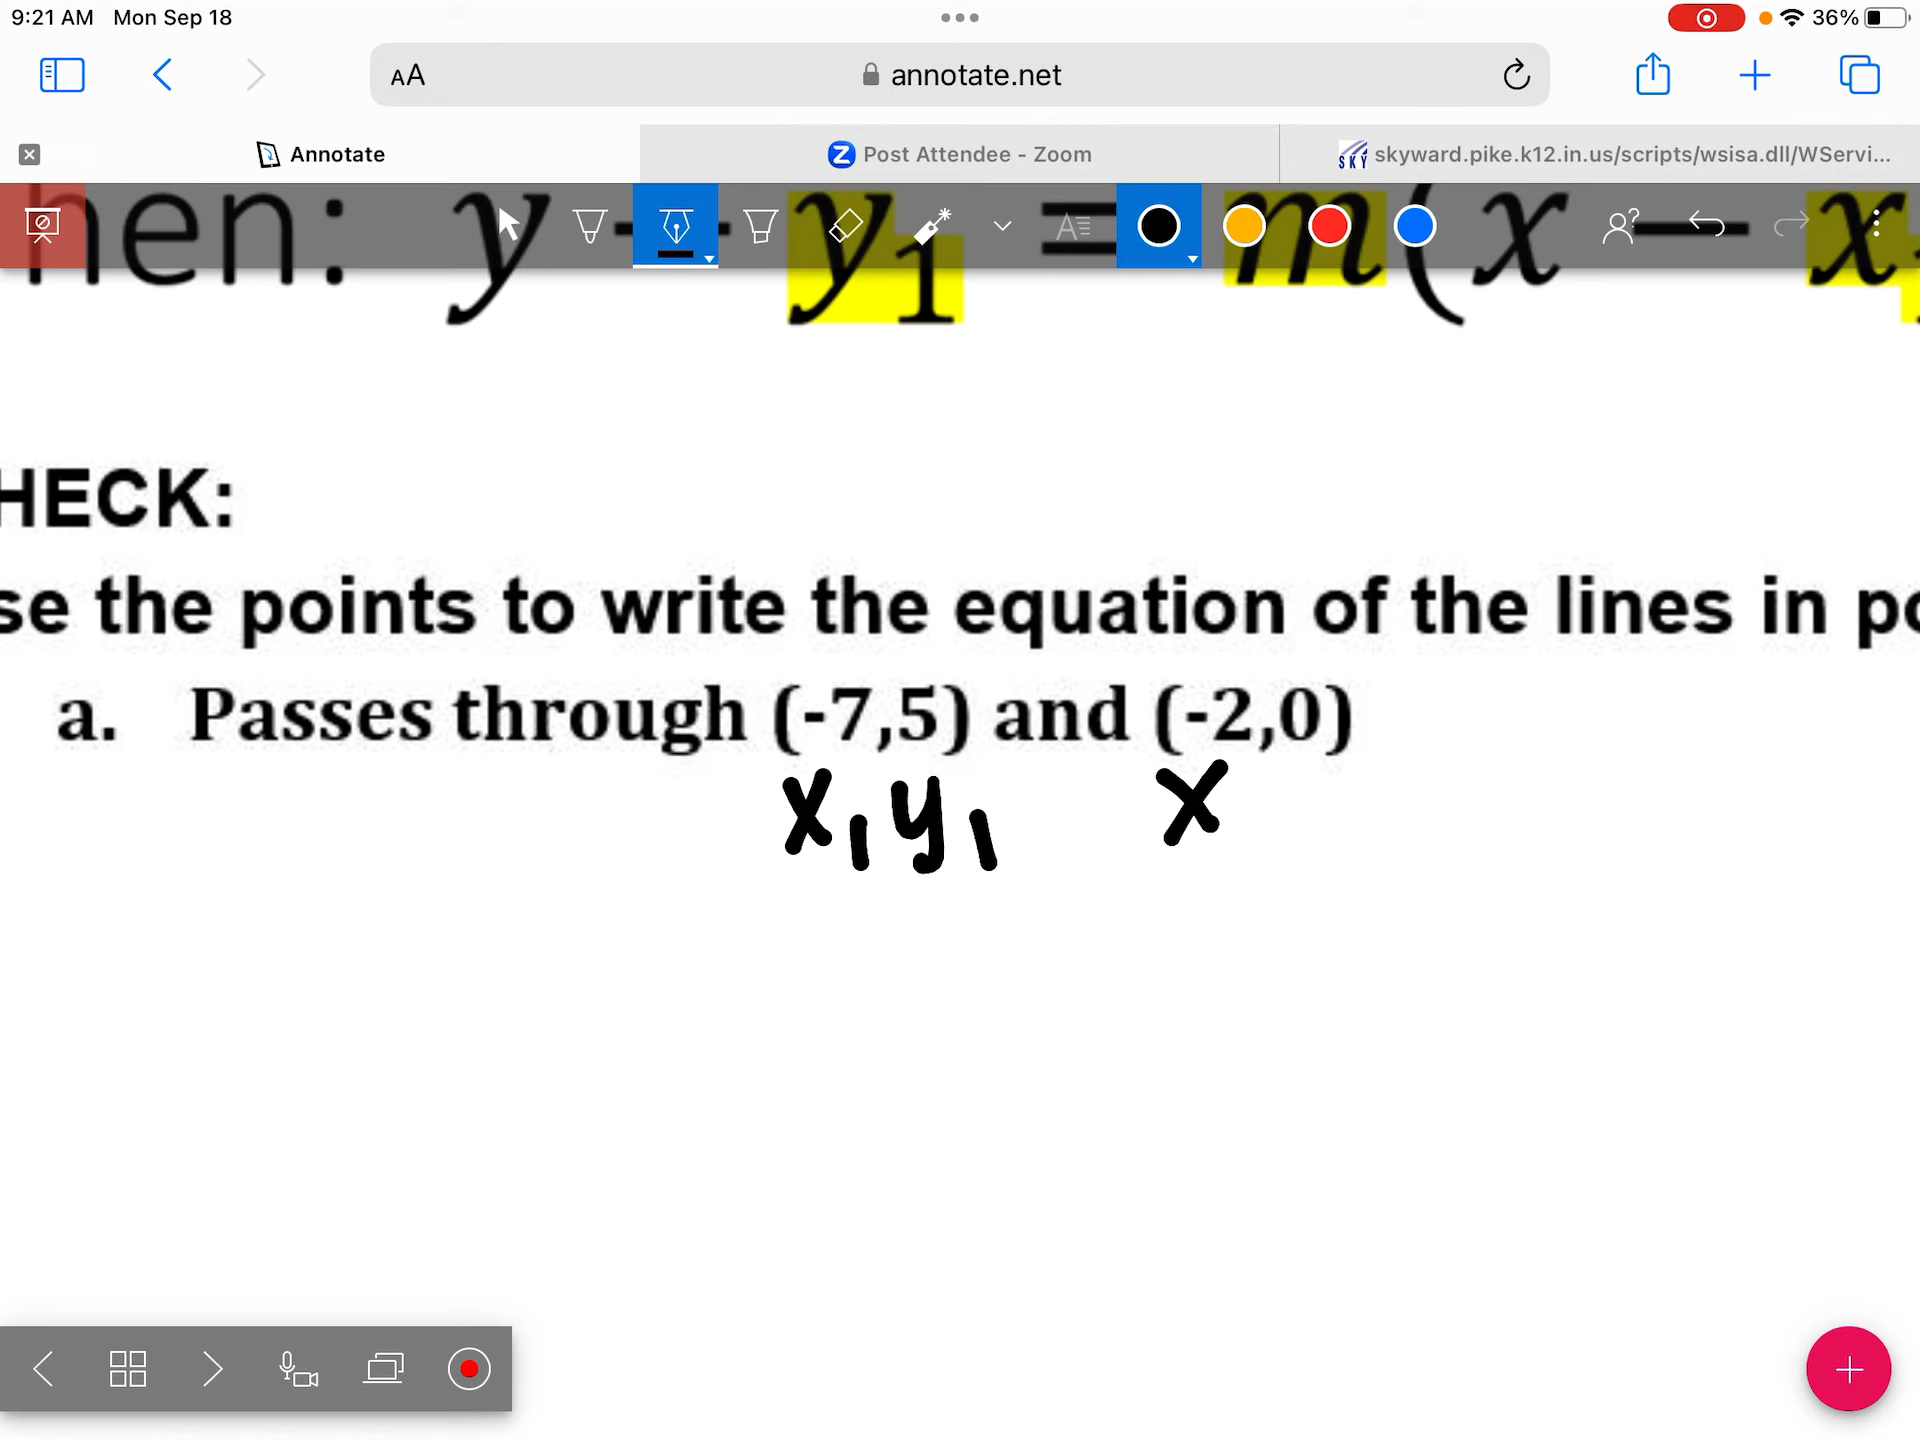 9:21 AM Mon Sep 18
36%
AA annotate.net
Annotate
Post Attendee - Zoom
SKY skyward.pike.k12.in.us/scripts/wsisa.dll/WServi...
hen: y - y₁ = m(x - x
HECK:
se the points to write the equation of the lines in po
a. Passes through (-7,5) and (-2,0)
x₁ y₁ x